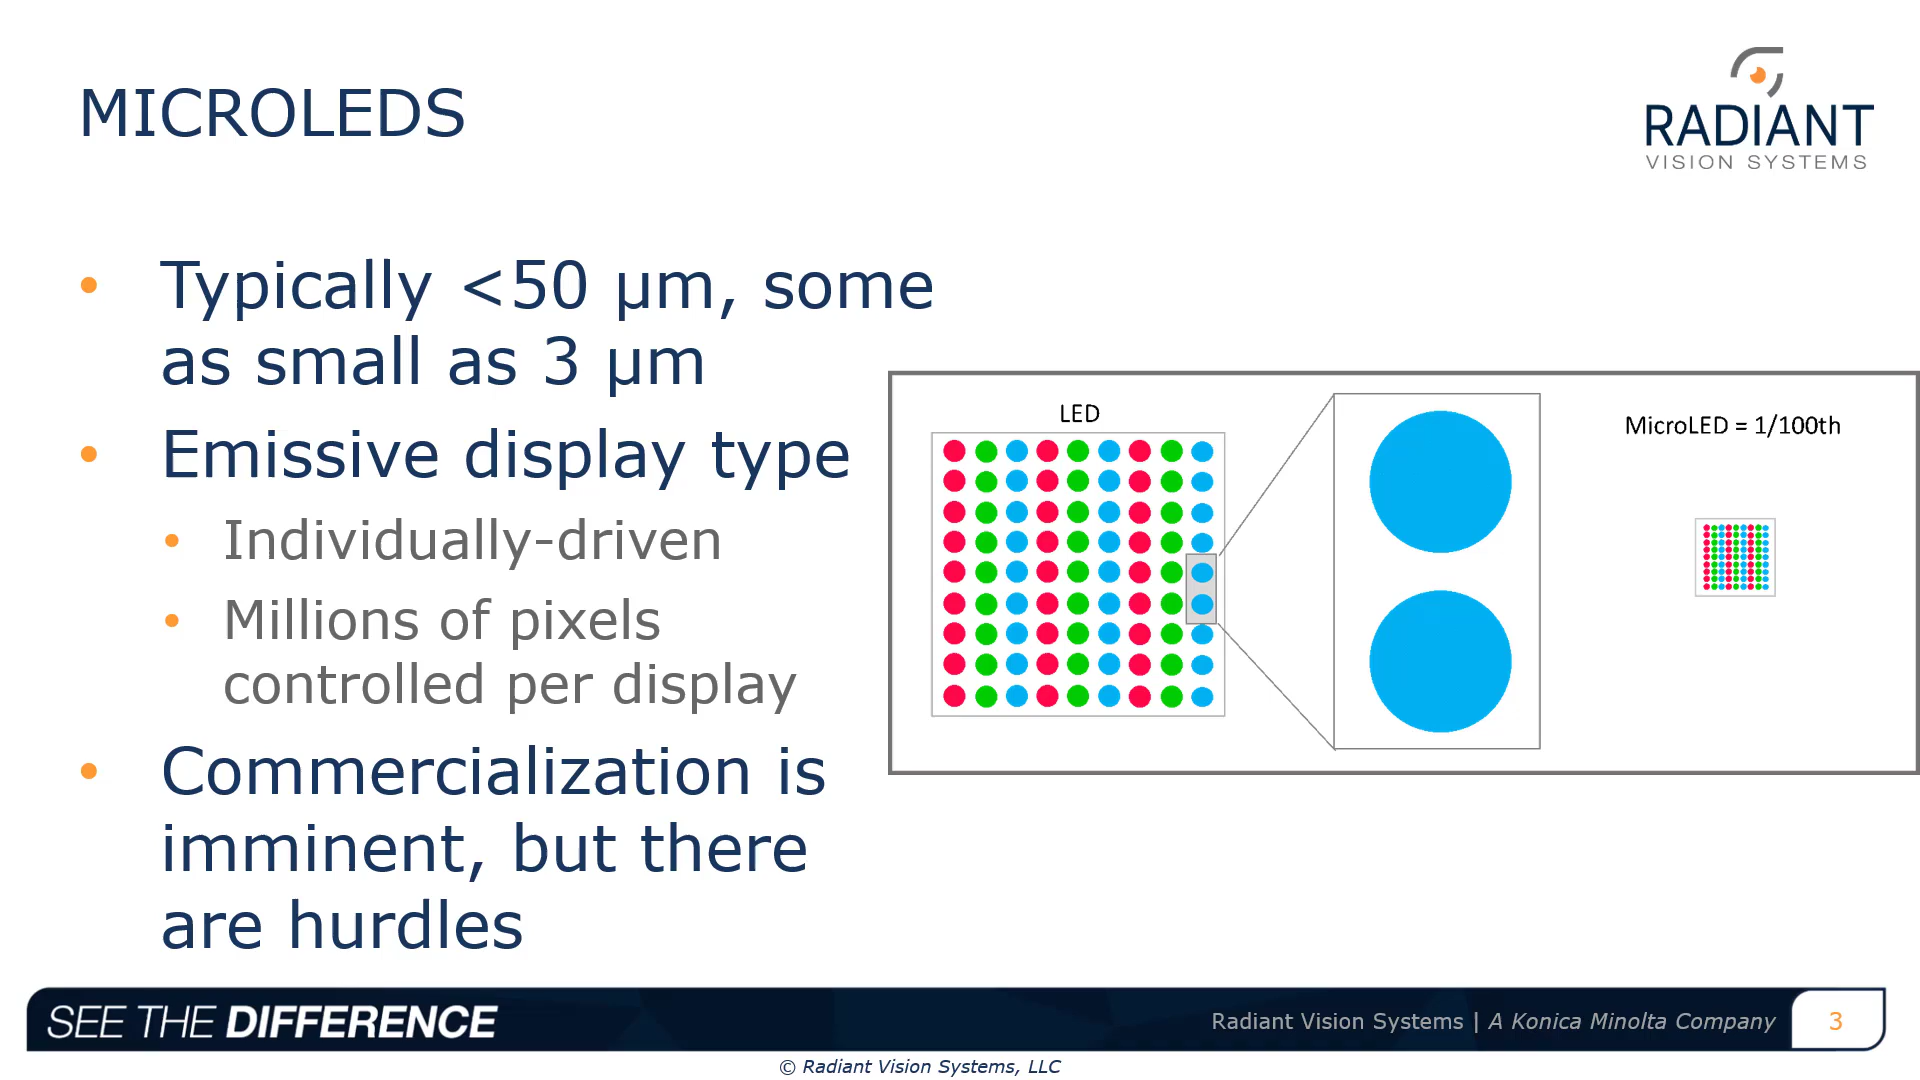 MICROLEDS
RADIANT
VISION SYSTEMS
• Typically <50 µm, some
as small as 3 µm
• Emissive display type
• Individually-driven
• Millions of pixels
controlled per display
• Commercialization is
imminent, but there
are hurdles
LED
MicroLED = 1/100th
SEE THE DIFFERENCE
Radiant Vision Systems | A Konica Minolta Company
3
© Radiant Vision Systems, LLC